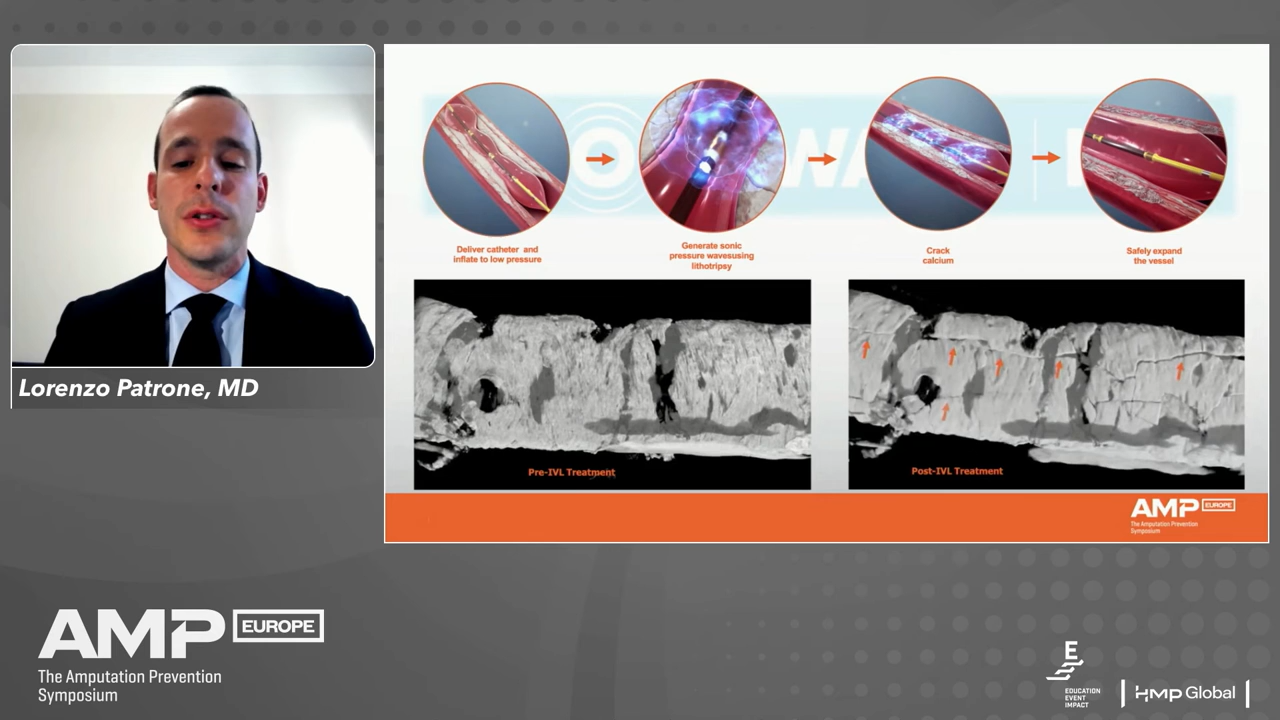 Deliver catheter and
inflate to low pressure
Generate sonic
pressure wavesusing
lithotripsy
Crack
calcium
Safely expand
the vessel
Pre-IVL Treatment
Post-IVL Treatment
AMP EUROPE
The Amputation Prevention
Symposium
Lorenzo Patrone, MD
AMP EUROPE
The Amputation Prevention
Symposium
E
EDUCATION
EVENT
IMPACT
HMP Global